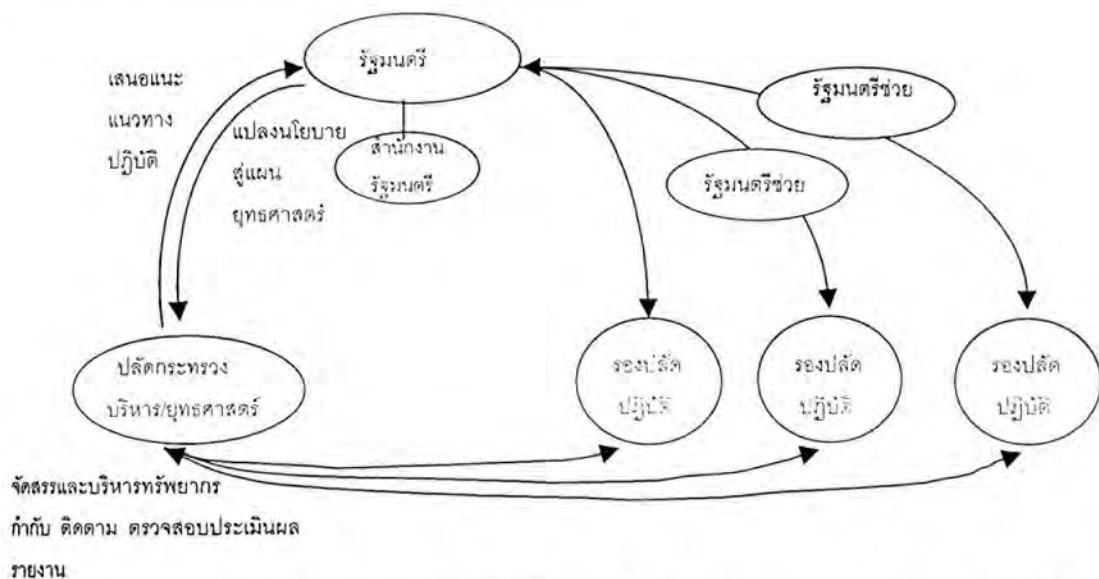 รัฐมนตรี
เสนอแนะ
แนวทาง
ปฏิบัติ
แปลงนโยบาย
สู่แผน
ยุทธศาสตร์
สำนักงาน
รัฐมนตรี
รัฐมนตรีช่วย
รัฐมนตรีช่วย
ปลัดกระทรวง
บริหาร/ยุทธศาสตร์
รองปลัด
ปฏิบัติ
รองปลัด
ปฏิบัติ
รองปลัด
ปฏิบัติ
จัดสรรและบริหารทรัพยากร
กำกับ ติดตาม ตรวจสอบประเมินผล
รายงาน